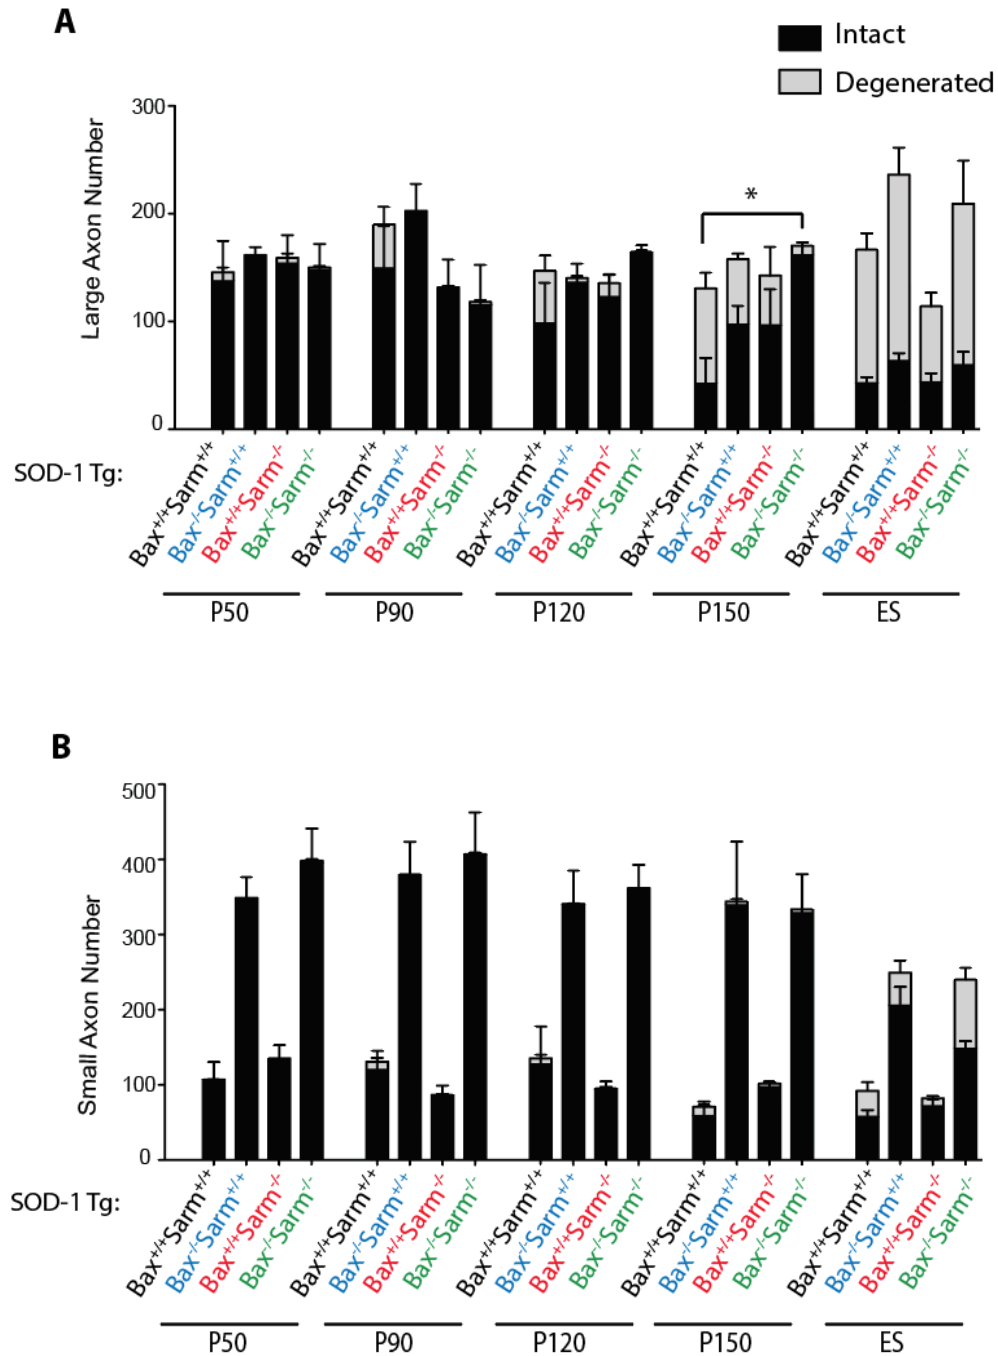 A
Intact
Degenerated
300
200
100
0
Large Axon Number
*
SOD-1 Tg:
Bax+/+Sarm+/+
Bax-/-Sarm+/+
Bax+/+Sarm-/-
Bax-/-Sarm-/-
Bax+/+Sarm+/+
Bax-/-Sarm+/+
Bax+/+Sarm-/-
Bax-/-Sarm-/-
Bax+/+Sarm+/+
Bax-/-Sarm+/+
Bax+/+Sarm-/-
Bax-/-Sarm-/-
Bax+/+Sarm+/+
Bax-/-Sarm+/+
Bax+/+Sarm-/-
Bax-/-Sarm-/-
Bax+/+Sarm+/+
Bax-/-Sarm+/+
Bax+/+Sarm-/-
Bax-/-Sarm-/-
P50 P90 P120 P150 ES
B
500
400
300
200
100
0
Small Axon Number
SOD-1 Tg:
Bax+/+Sarm+/+
Bax-/-Sarm+/+
Bax+/+Sarm-/-
Bax-/-Sarm-/-
Bax+/+Sarm+/+
Bax-/-Sarm+/+
Bax+/+Sarm-/-
Bax-/-Sarm-/-
Bax+/+Sarm+/+
Bax-/-Sarm+/+
Bax+/+Sarm-/-
Bax-/-Sarm-/-
Bax+/+Sarm+/+
Bax-/-Sarm+/+
Bax+/+Sarm-/-
Bax-/-Sarm-/-
Bax+/+Sarm+/+
Bax-/-Sarm+/+
Bax+/+Sarm-/-
Bax-/-Sarm-/-
P50 P90 P120 P150 ES